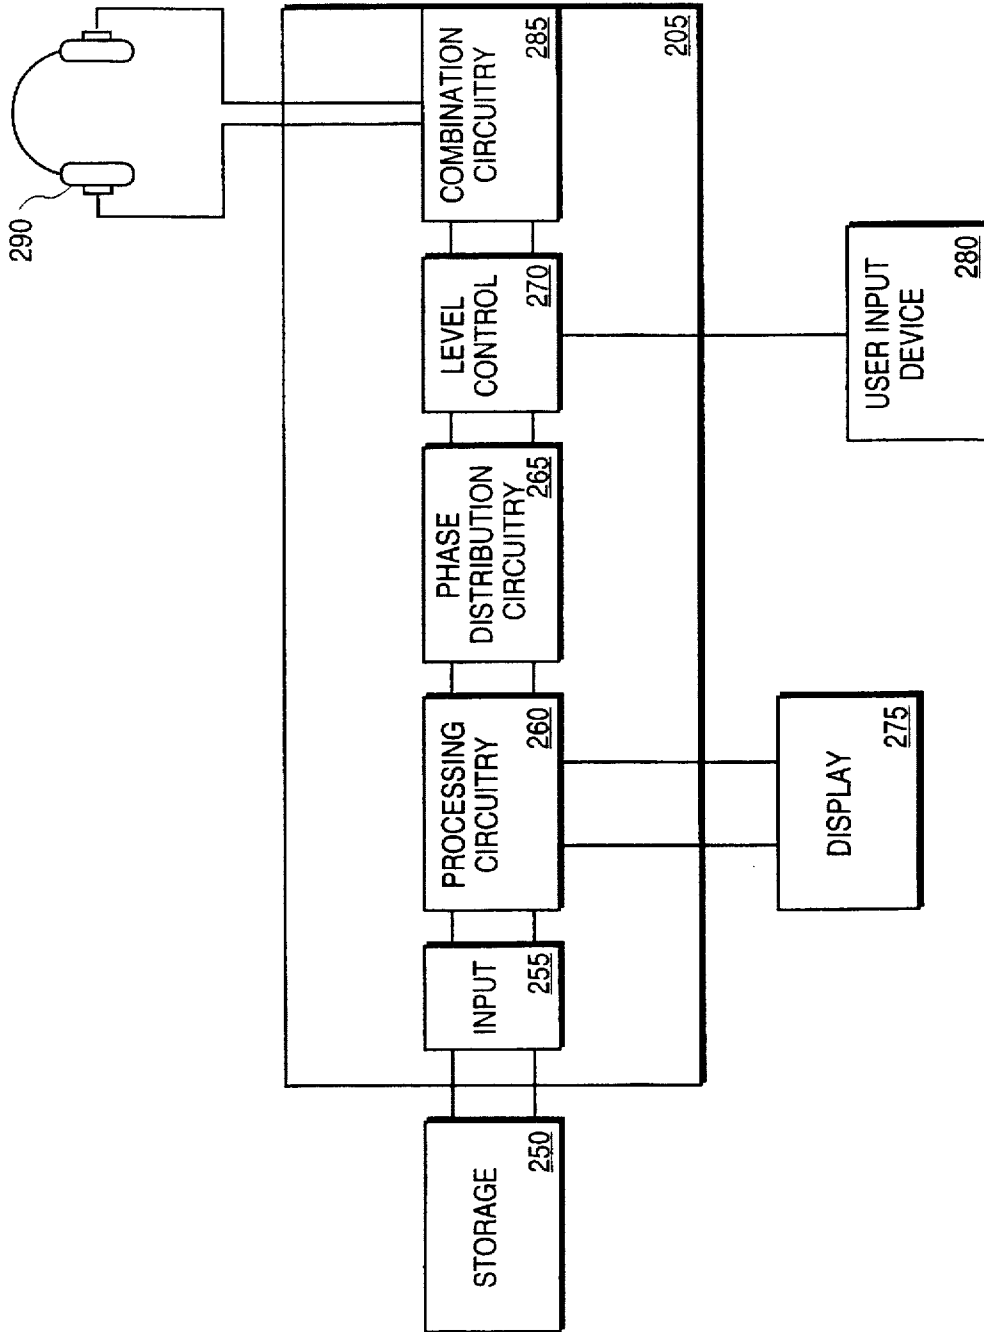 290
STORAGE
250
INPUT
255
PROCESSING
CIRCUITRY
260
PHASE
DISTRIBUTION
CIRCUITRY
265
LEVEL
CONTROL
270
COMBINATION
CIRCUITRY
285
205
DISPLAY
275
USER INPUT
DEVICE
280